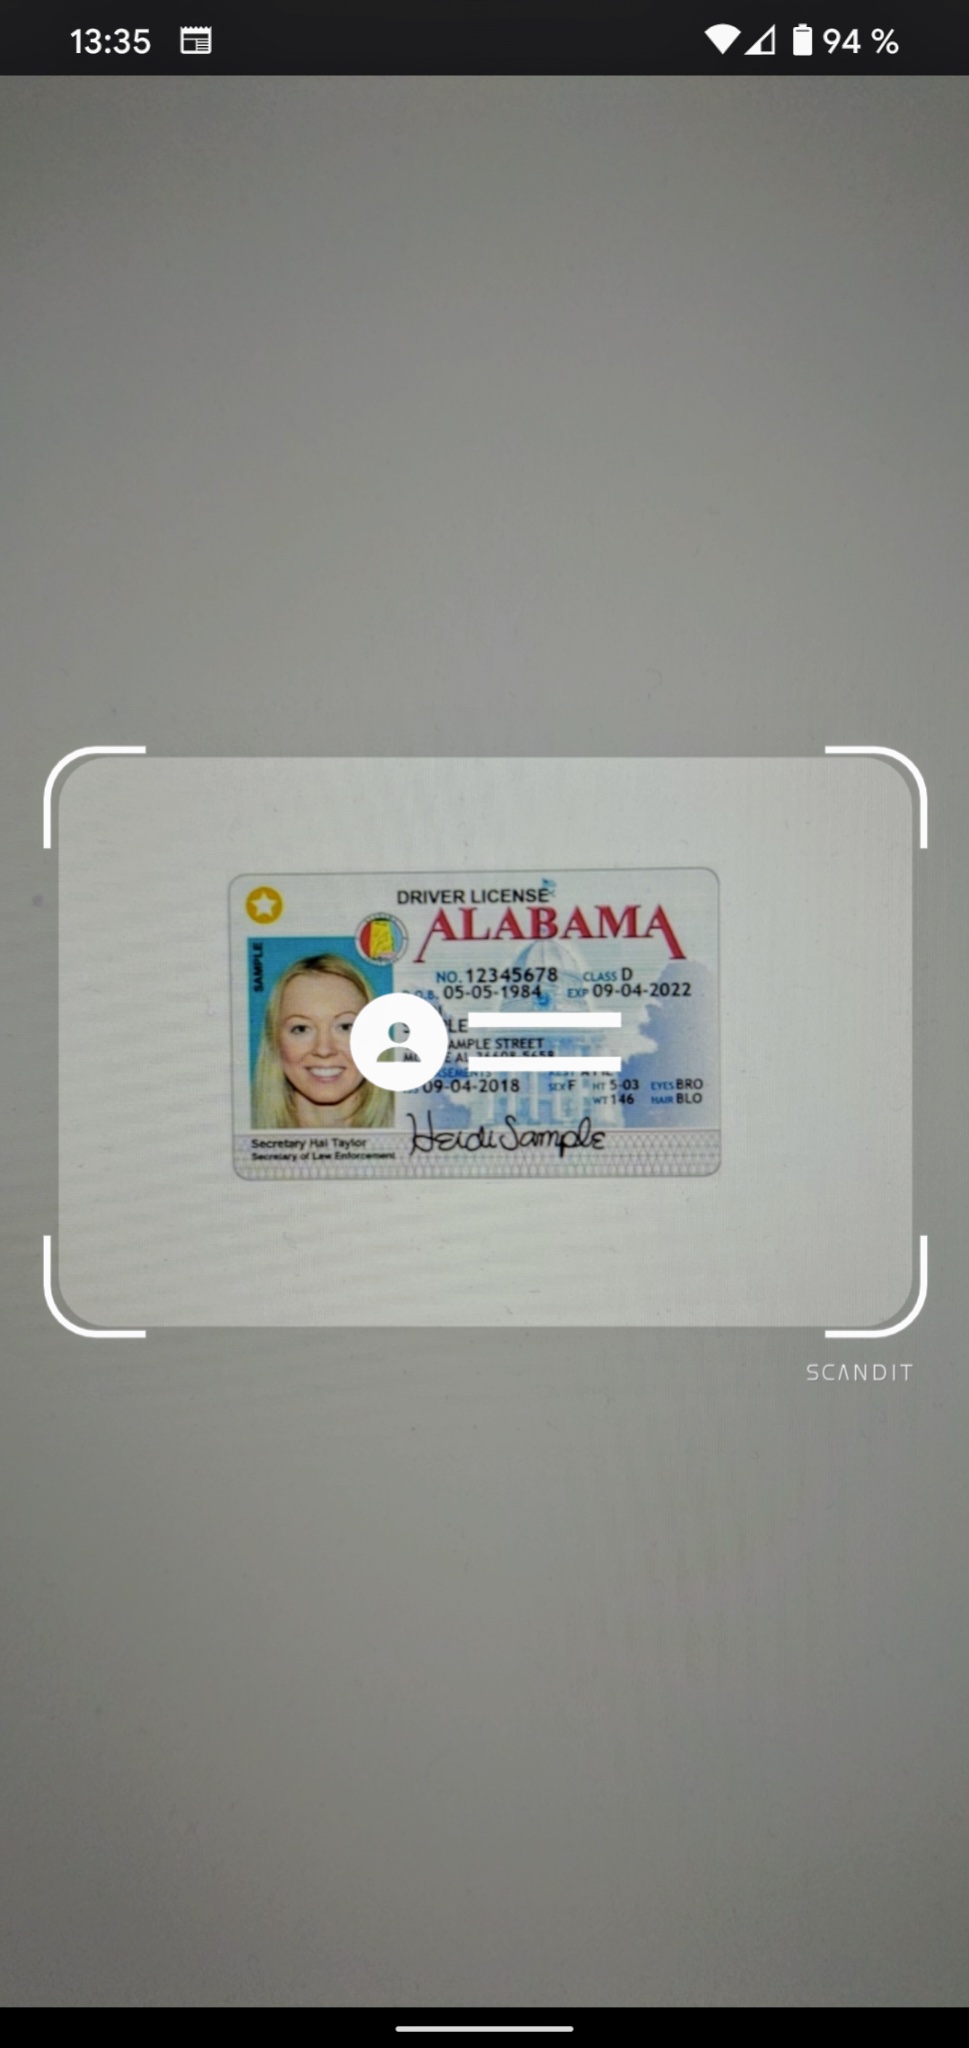 13:35
94 %
DRIVER LICENSE
ALABAMA
SAMPLE
NO. 12345678 CLASS D
05-05-1984 EXP 09-04-2022
AMPLE STREET
09-04-2018 SEX F HT 5-03 EYES BRO
WT 146 HAIR BLO
Heidi Sample
Secretary Hal Taylor
Secretary of Law Enforcement
SCANDIT